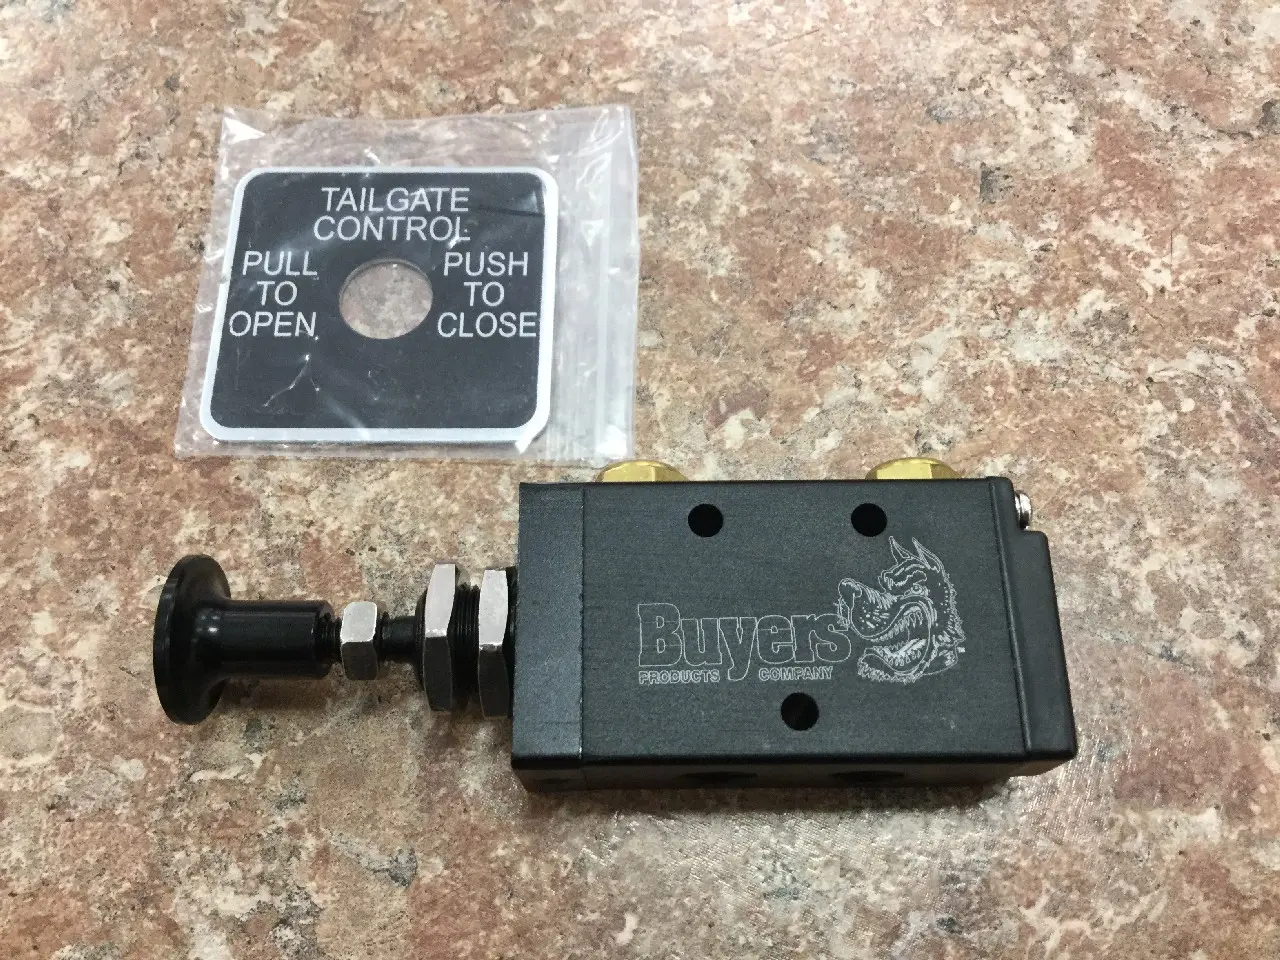 TAILGATE
CONTROL
PULL
TO
OPEN
PUSH
TO
CLOSE
Buyers
PRODUCTS COMPANY